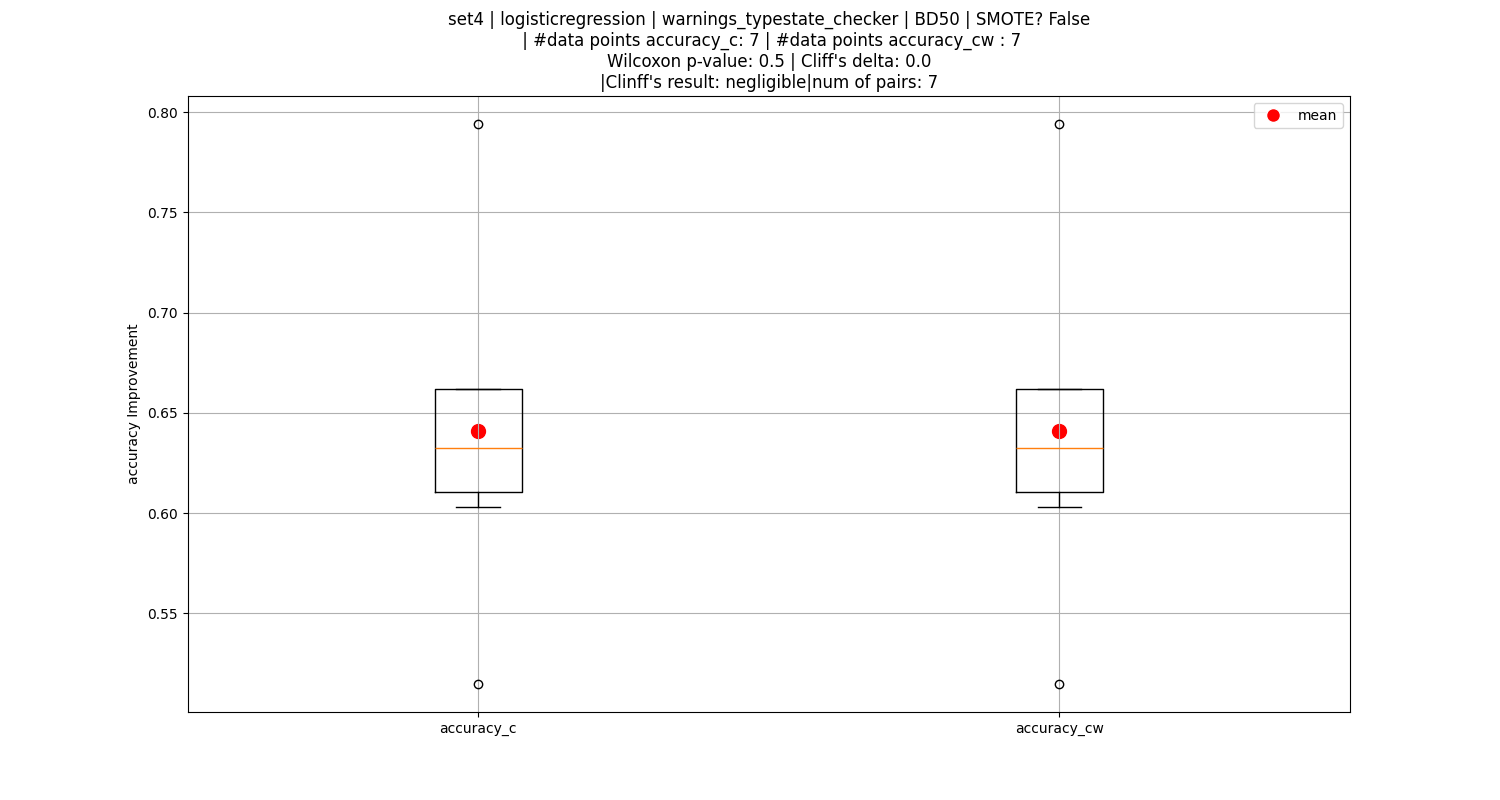 set4 | logisticregression | warnings_typestate_checker | BD50 | SMOTE? False
| #data points accuracy_c: 7 | #data points accuracy_cw : 7
Wilcoxon p-value: 0.5 | Cliff's delta: 0.0
|Clinff's result: negligible|num of pairs: 7
mean
0.80
0.75
0.70
0.65
0.60
0.55
accuracy Improvement
accuracy_c
accuracy_cw